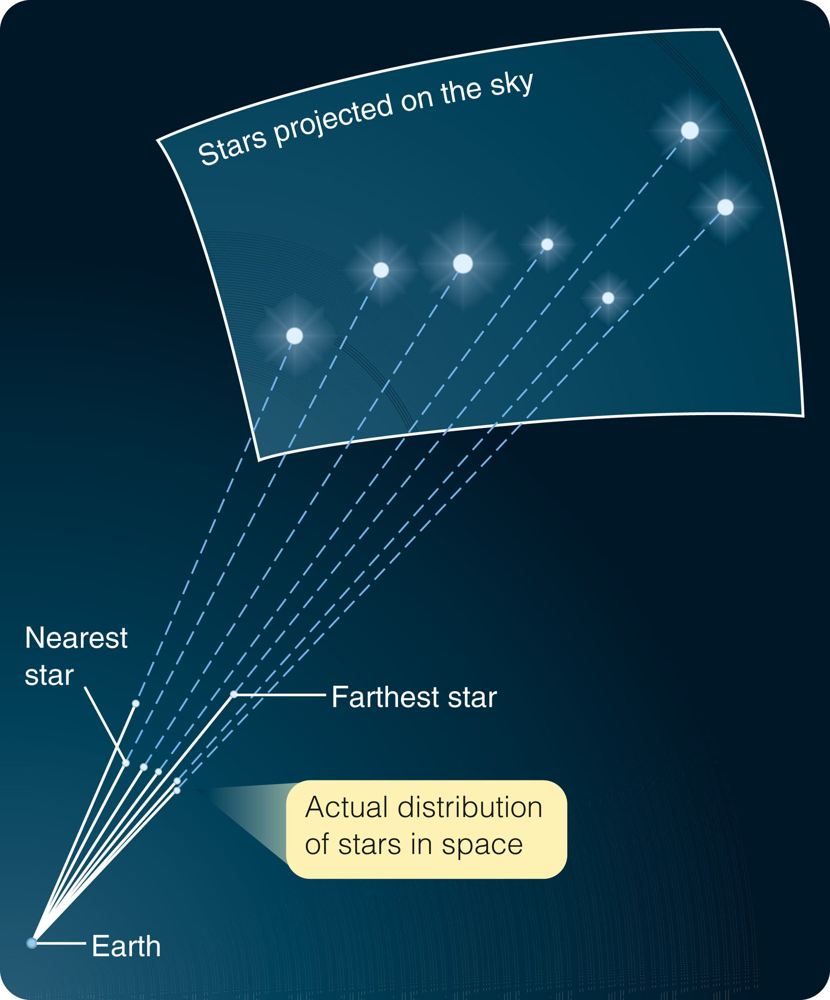 Stars projected on the sky
Nearest
star
Farthest star
Actual distribution
of stars in space
Earth